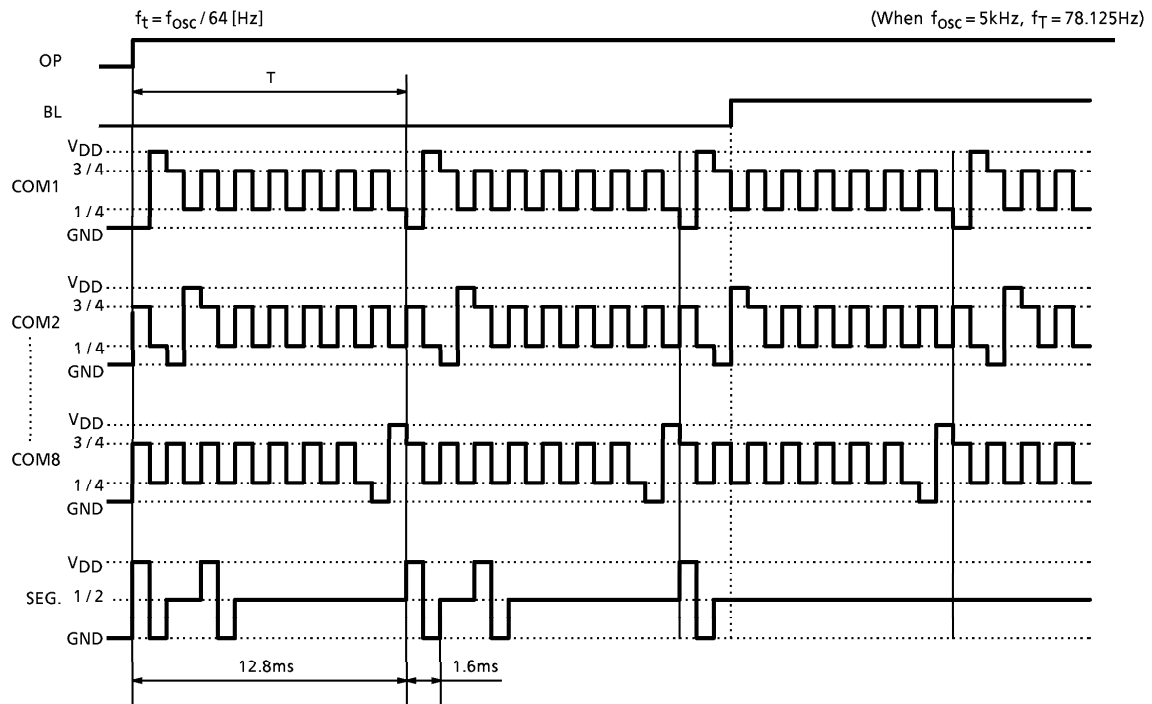 ft = fosc / 64 [Hz]
(When fosc = 5kHz, fT = 78.125Hz)
OP
T
BL
VDD
3 / 4
COM1
1 / 4
GND
VDD
3 / 4
COM2
1 / 4
GND
VDD
3 / 4
COM8
1 / 4
GND
VDD
SEG. 1 / 2
GND
12.8ms
1.6ms